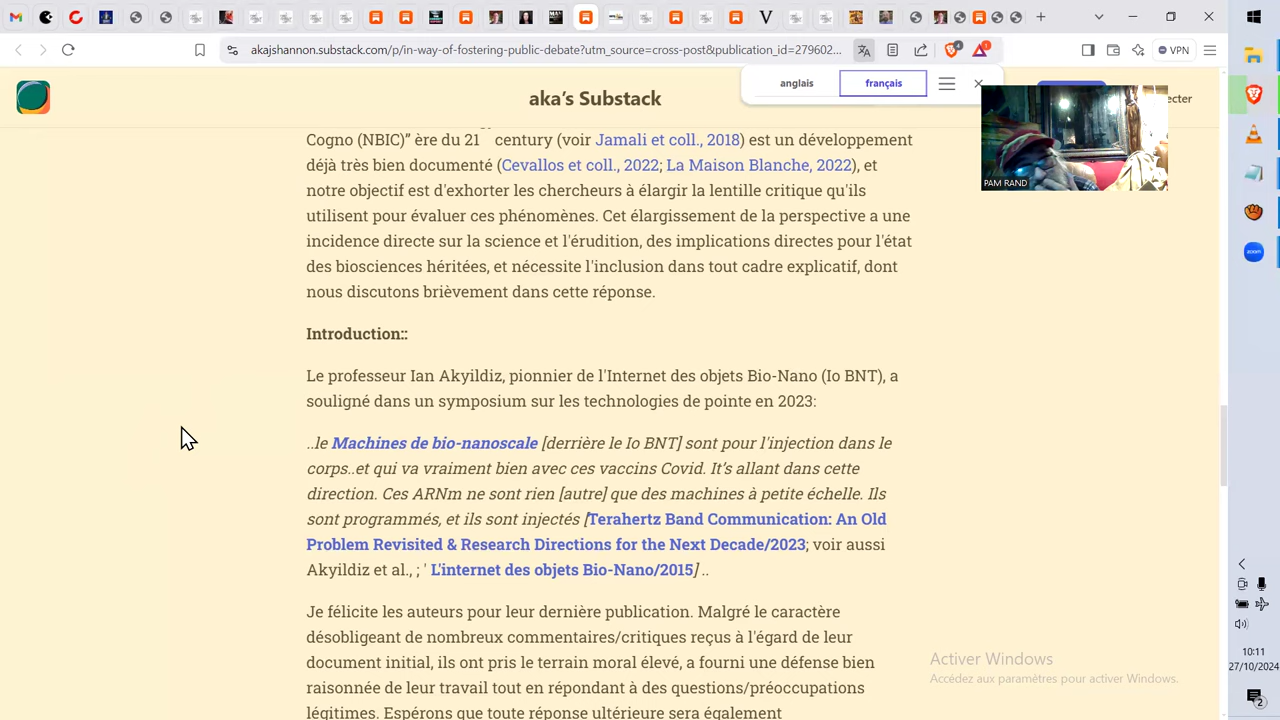 akajshannon.substack.com/p/in-way-of-fostering-public-debate?utm_source=cross-post&publication_id=279602...
VPN
anglais
français
aka's Substack
ecter
PAM RAND
Cogno (NBIC)” ère du 21 century (voir Jamali et coll., 2018) est un développement
déjà très bien documenté (Cevallos et coll., 2022; La Maison Blanche, 2022), et
notre objectif est d'exhorter les chercheurs à élargir la lentille critique qu'ils
utilisent pour évaluer ces phénomènes. Cet élargissement de la perspective a une
incidence directe sur la science et l'érudition, des implications directes pour l'état
des biosciences héritées, et nécessite l'inclusion dans tout cadre explicatif, dont
nous discutons brièvement dans cette réponse.
Introduction::
Le professeur Ian Akyildiz, pionnier de l'Internet des objets Bio-Nano (Io BNT), a
souligné dans un symposium sur les technologies de pointe en 2023:
..le Machines de bio-nanoscale [derrière le Io BNT] sont pour l'injection dans le
corps..et qui va vraiment bien avec ces vaccins Covid. It’s allant dans cette
direction. Ces ARNm ne sont rien [autre] que des machines à petite échelle. Ils
sont programmés, et ils sont injectés [Terahertz Band Communication: An Old
Problem Revisited & Research Directions for the Next Decade/2023; voir aussi
Akyildiz et al., ; ' L'internet des objets Bio-Nano/2015] ..
Je félicite les auteurs pour leur dernière publication. Malgré le caractère
désobligeant de nombreux commentaires/critiques reçus à l'égard de leur
document initial, ils ont pris le terrain moral élevé, a fourni une défense bien
raisonnée de leur travail tout en répondant à des questions/préoccupations
légitimes. Espérons que toute réponse ultérieure sera également
Activer Windows
Accédez aux paramètres pour activer Windows.
zoom
10:11
27/10/2024
2